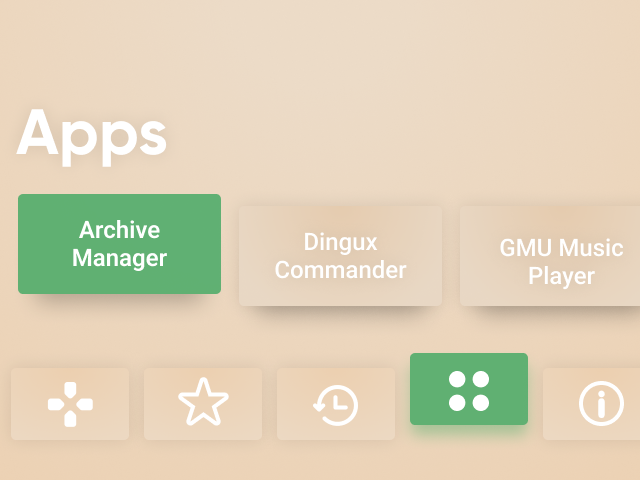 Apps
Archive
Manager
Dingux
Commander
GMU Music
Player